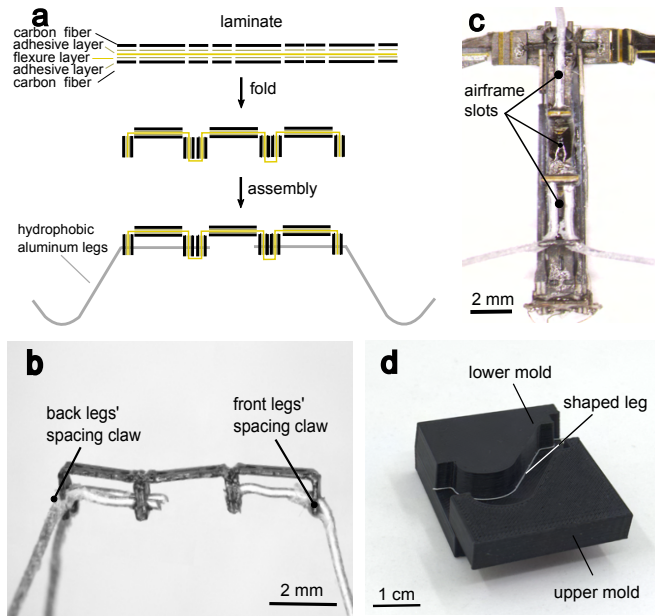 a
laminate
carbon fiber
adhesive layer
flexure layer
adhesive layer
carbon fiber
fold
assembly
hydrophobic
aluminum legs
c
airframe
slots
2 mm
b
back legs'
spacing claw
front legs'
spacing claw
2 mm
d
lower mold
shaped leg
upper mold
1 cm